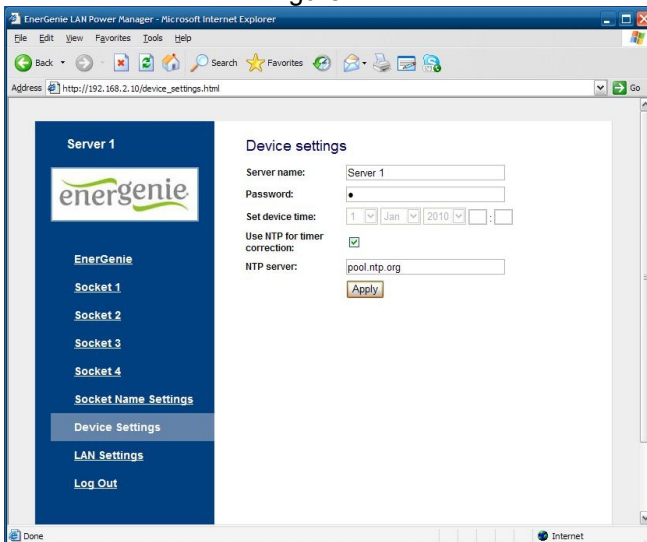 EnerGenie LAN Power Manager - Microsoft Internet Explorer
File Edit View Favorites Tools Help
Back Search Favorites
Address http://192.168.2.10/device_settings.html Go
Server 1
energenie
EnerGenie
Socket 1
Socket 2
Socket 3
Socket 4
Socket Name Settings
Device Settings
LAN Settings
Log Out
Device settings
Server name: Server 1
Password: •
Set device time: 1 Jan 2010 :
Use NTP for timer
correction:
NTP server: pool.ntp.org
Apply
Done Internet